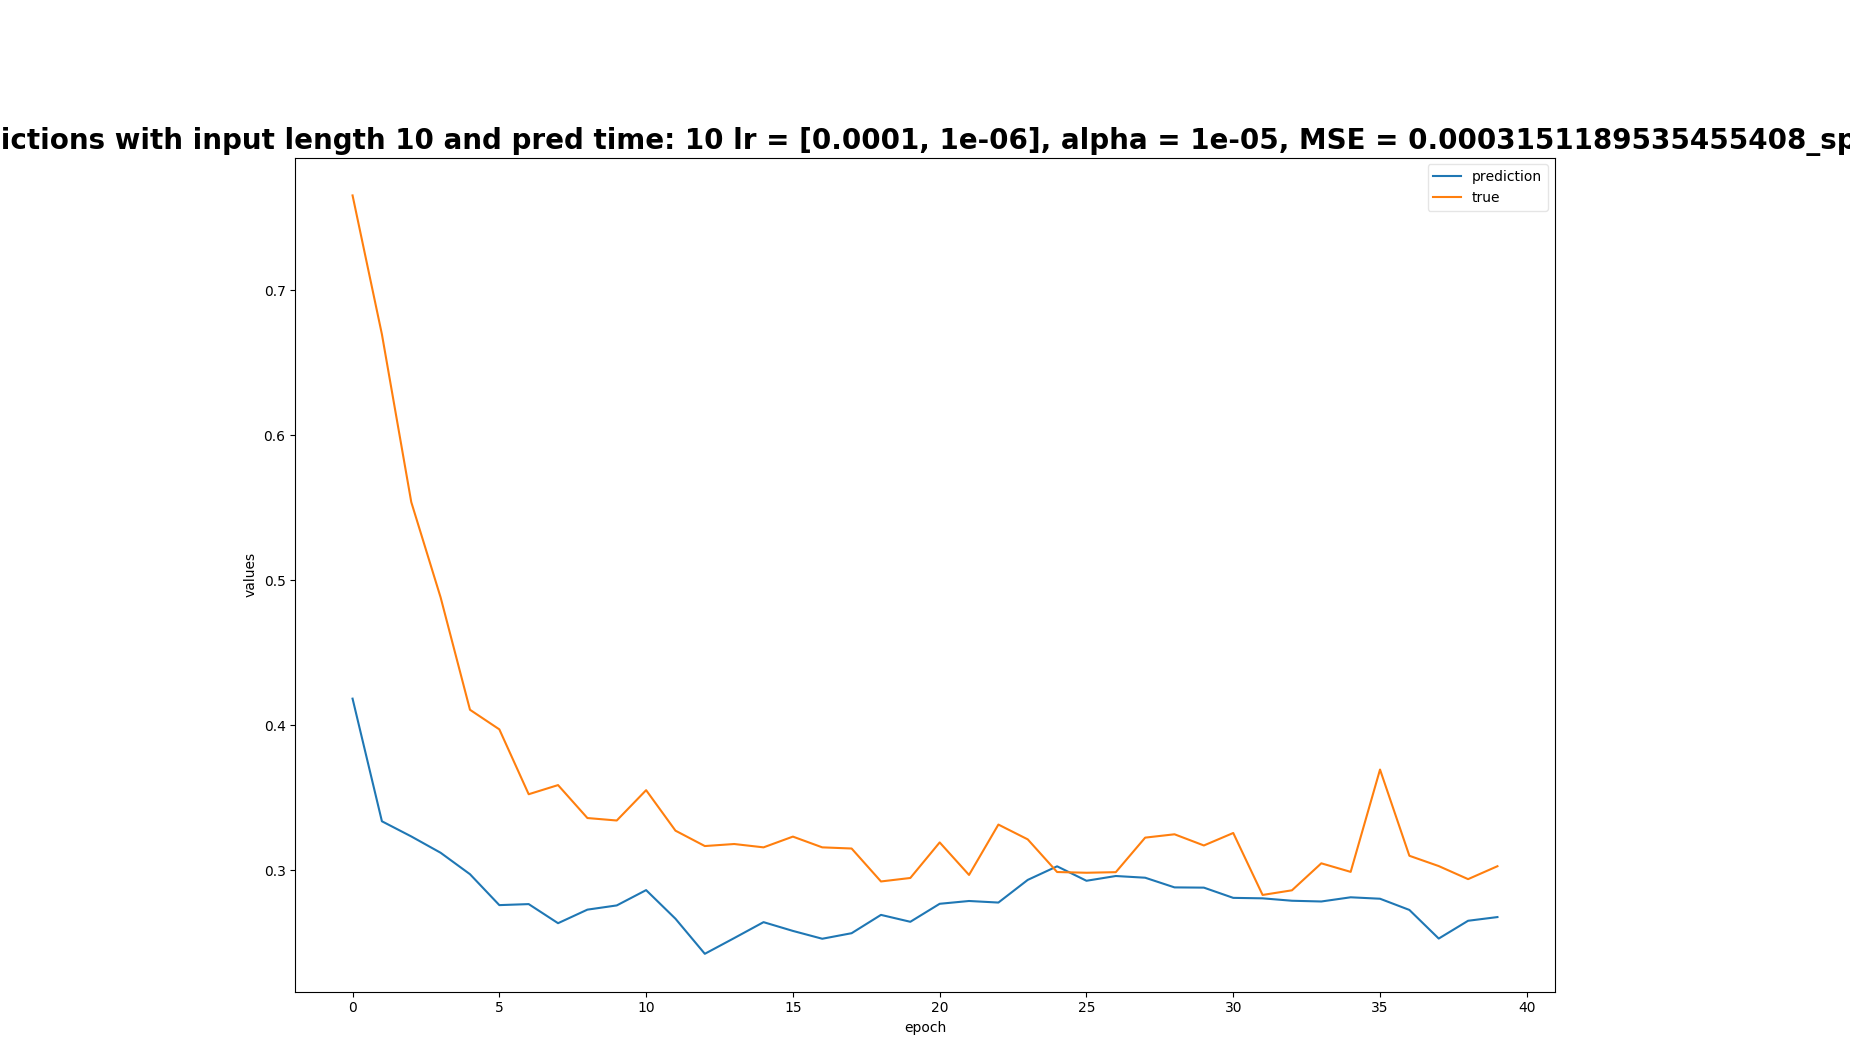 ictions with input length 10 and pred time: 10 lr = [0.0001, 1e-06], alpha = 1e-05, MSE = 0.0003151189535455408_sp
prediction
true
0.7
0.6
0.5
0.4
0.3
values
0 5 10 15 20 25 30 35 40
epoch